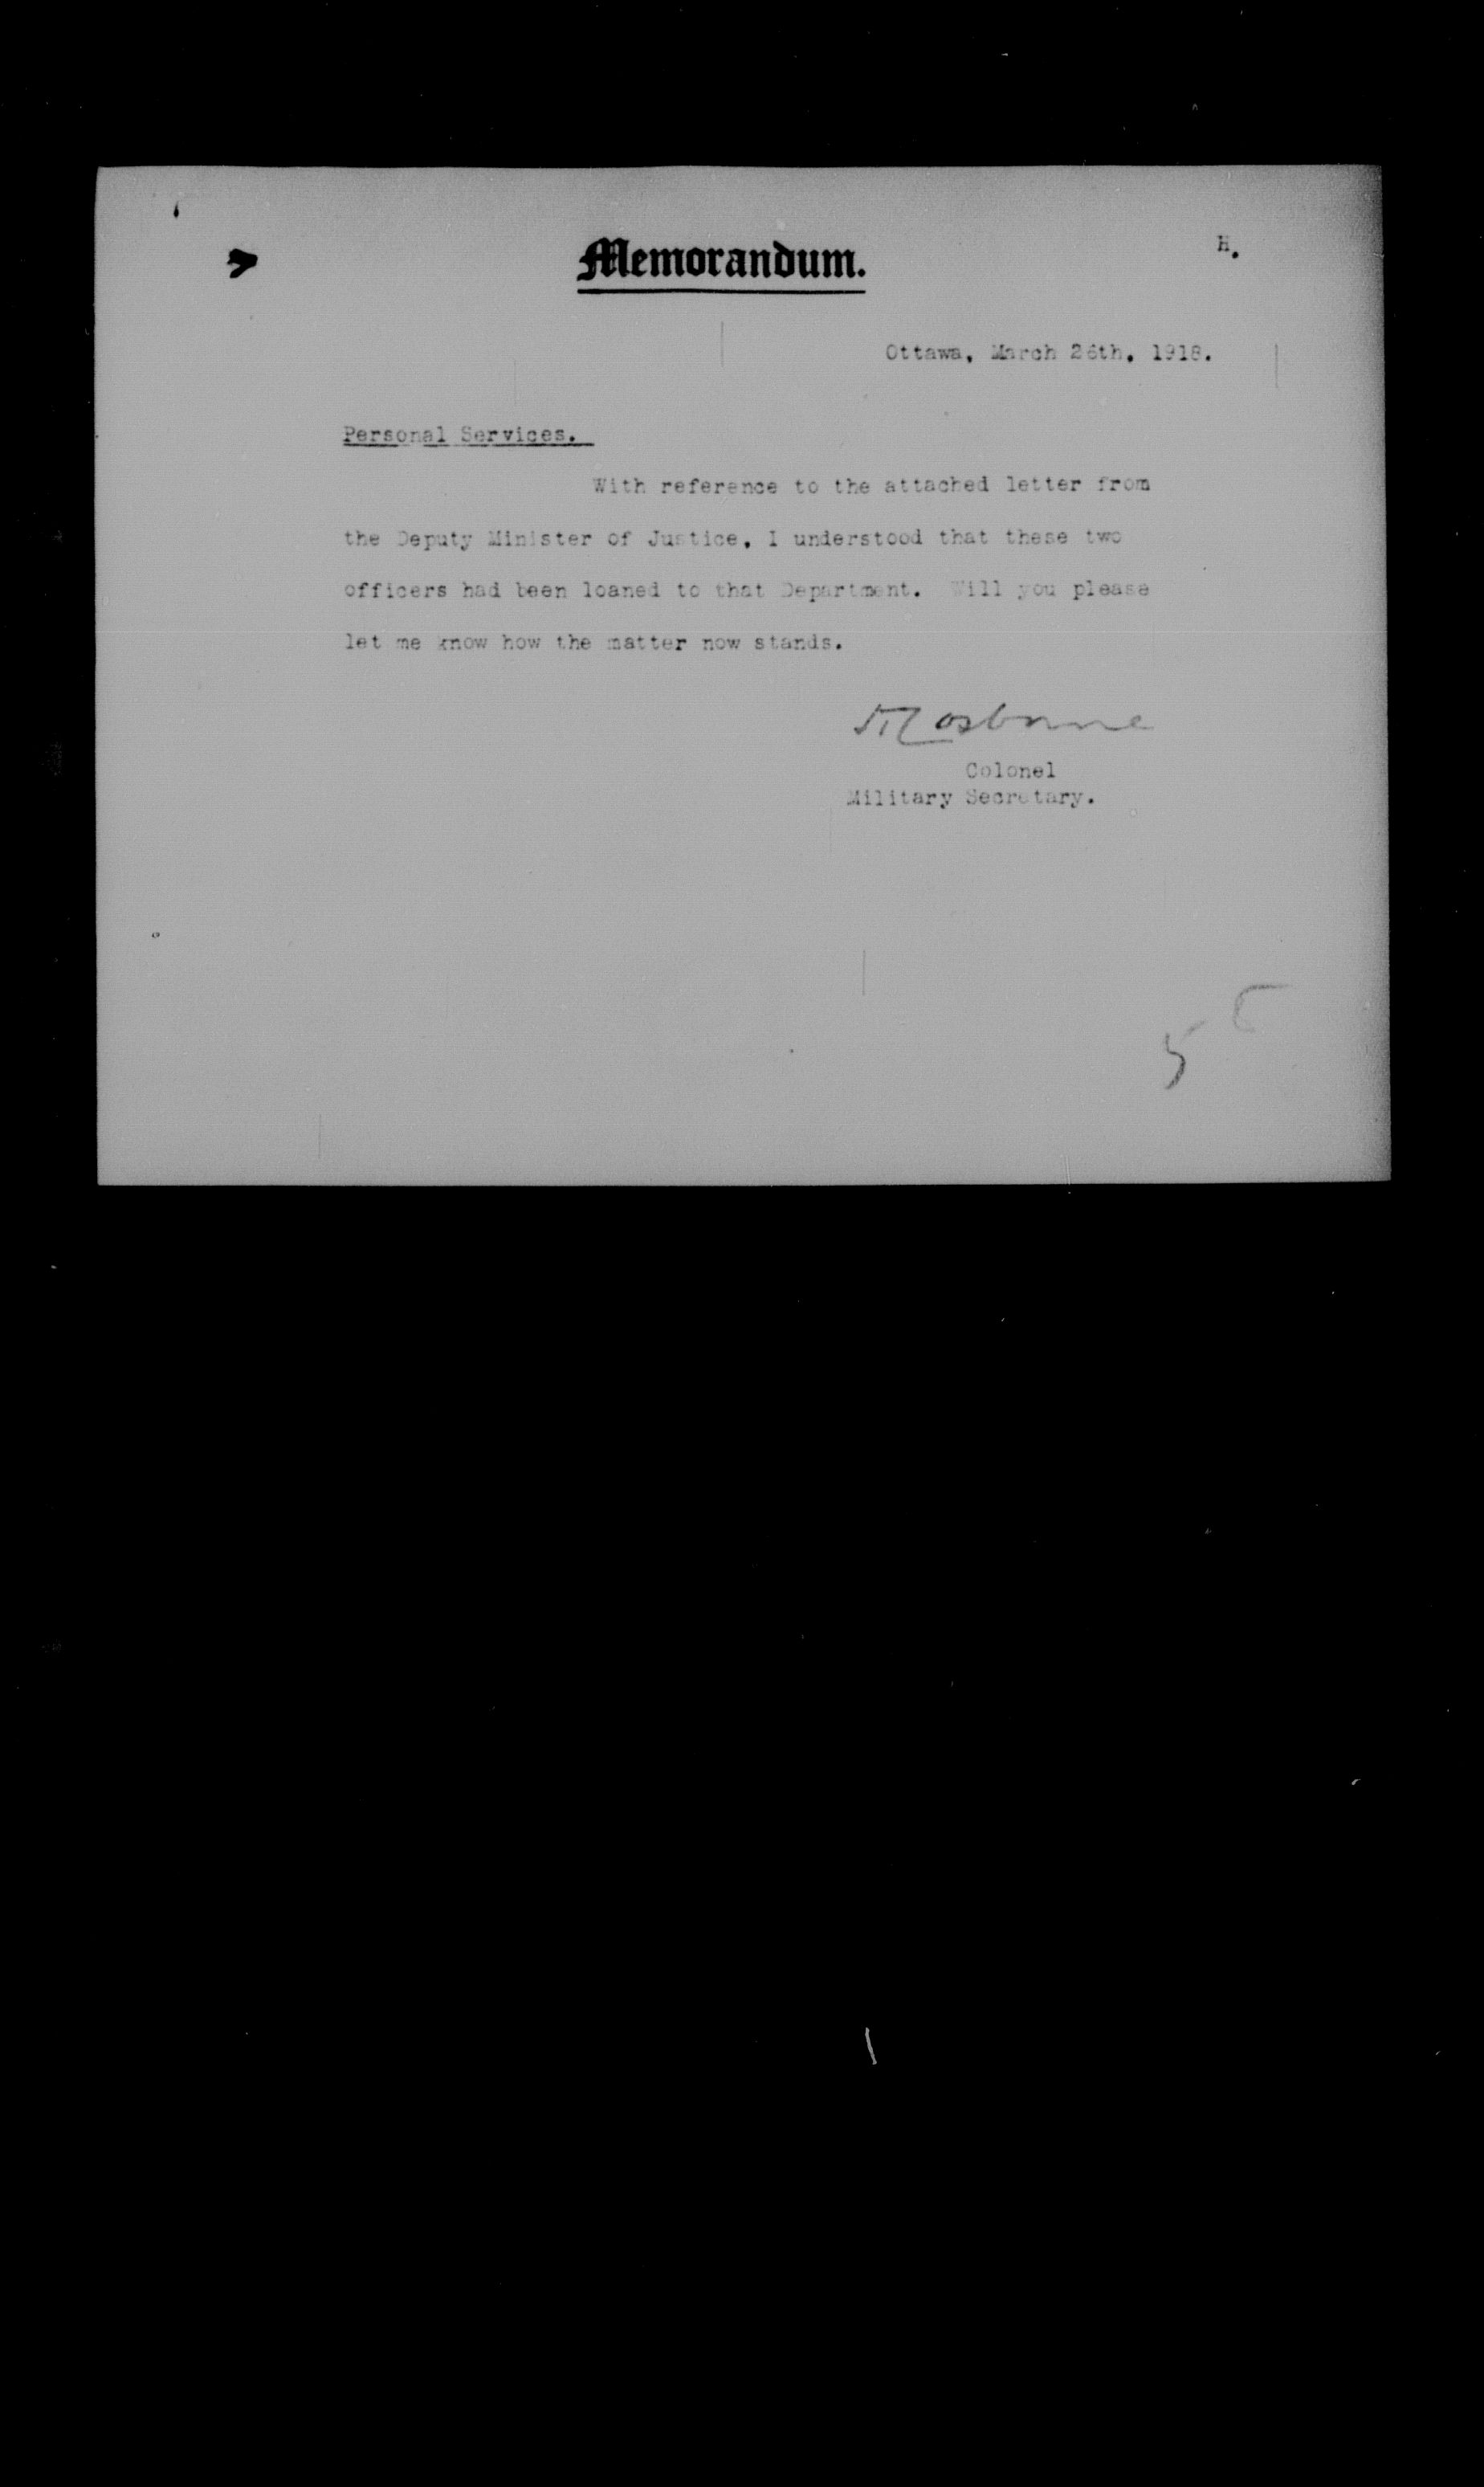 Memorandum.
H.
Ottawa, March 26th, 1918.
Personal Services.
With reference to the attached letter from
the Deputy Minister of Justice, I understood that these two
officers had been loaned to that Department. Will you please
let me know how the matter now stands.
Osborne
Colonel
Military Secretary.
55